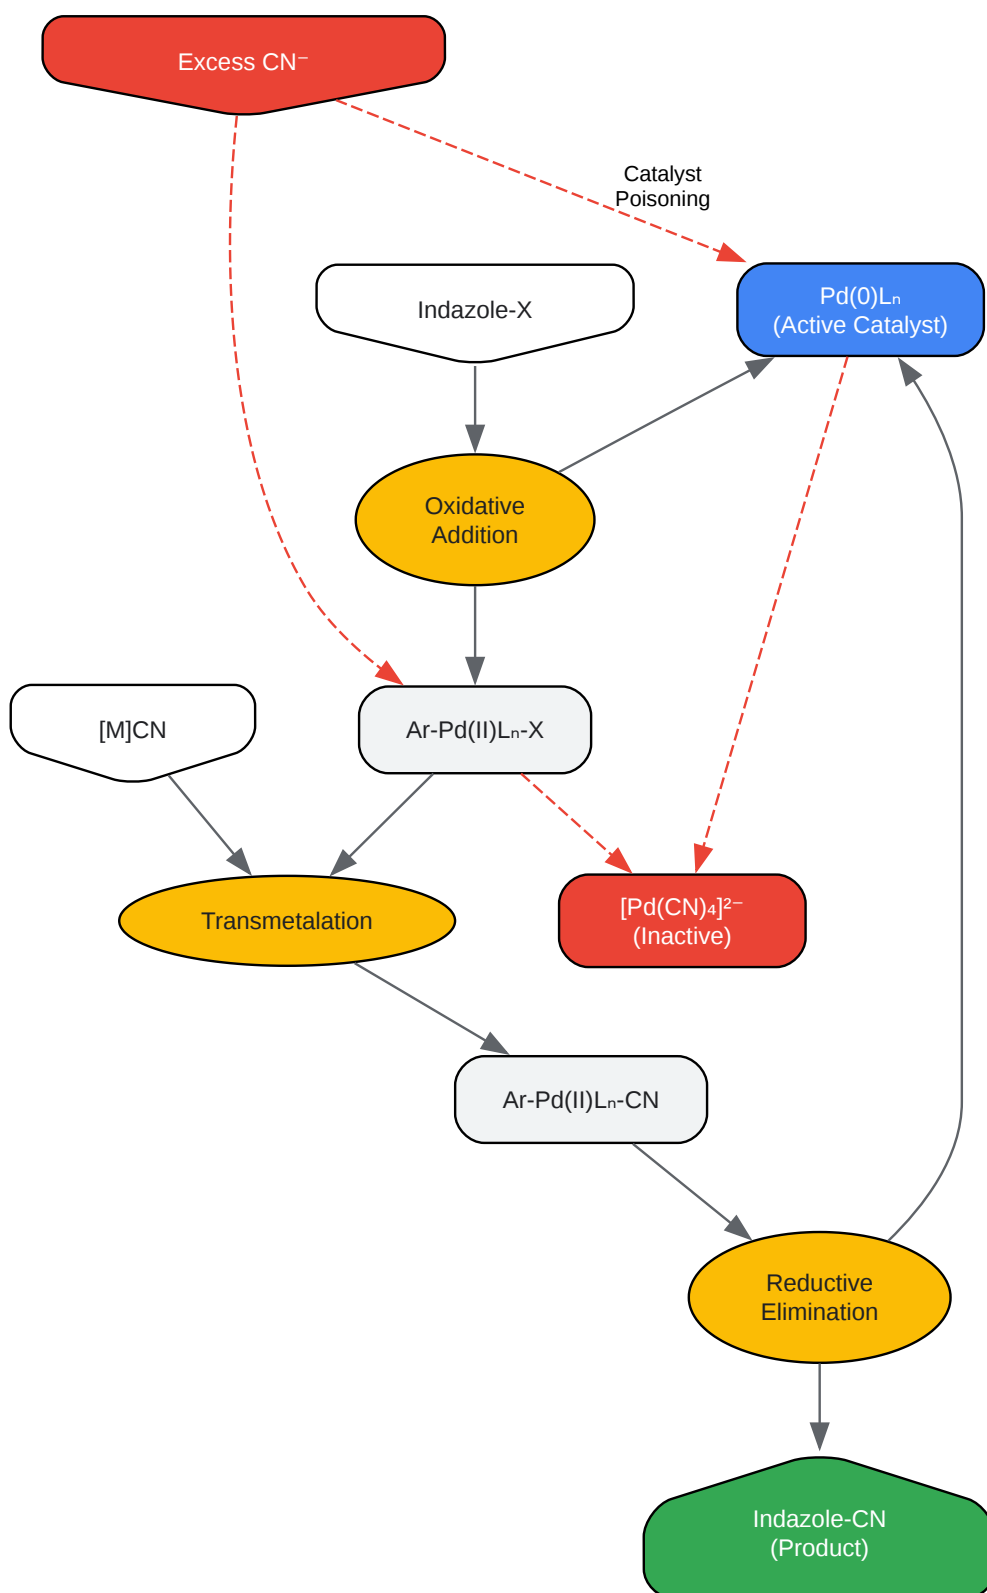 Excess CN⁻
Catalyst
Poisoning
Indazole-X
Pd(0)Lₙ
(Active Catalyst)
Oxidative
Addition
[M]CN
Ar-Pd(II)Lₙ-X
Transmetalation
[Pd(CN)₄]²⁻
(Inactive)
Ar-Pd(II)Lₙ-CN
Reductive
Elimination
Indazole-CN
(Product)